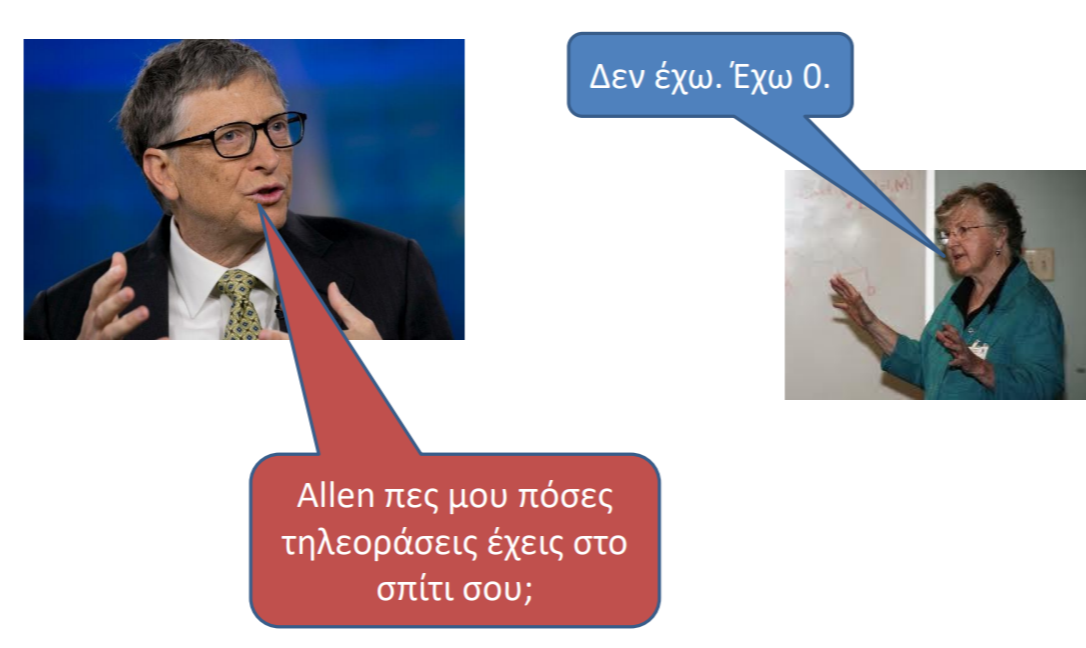 Δεν έχω. Έχω 0.
Allen πες μου πόσες
τηλεοράσεις έχεις στο
σπίτι σου;